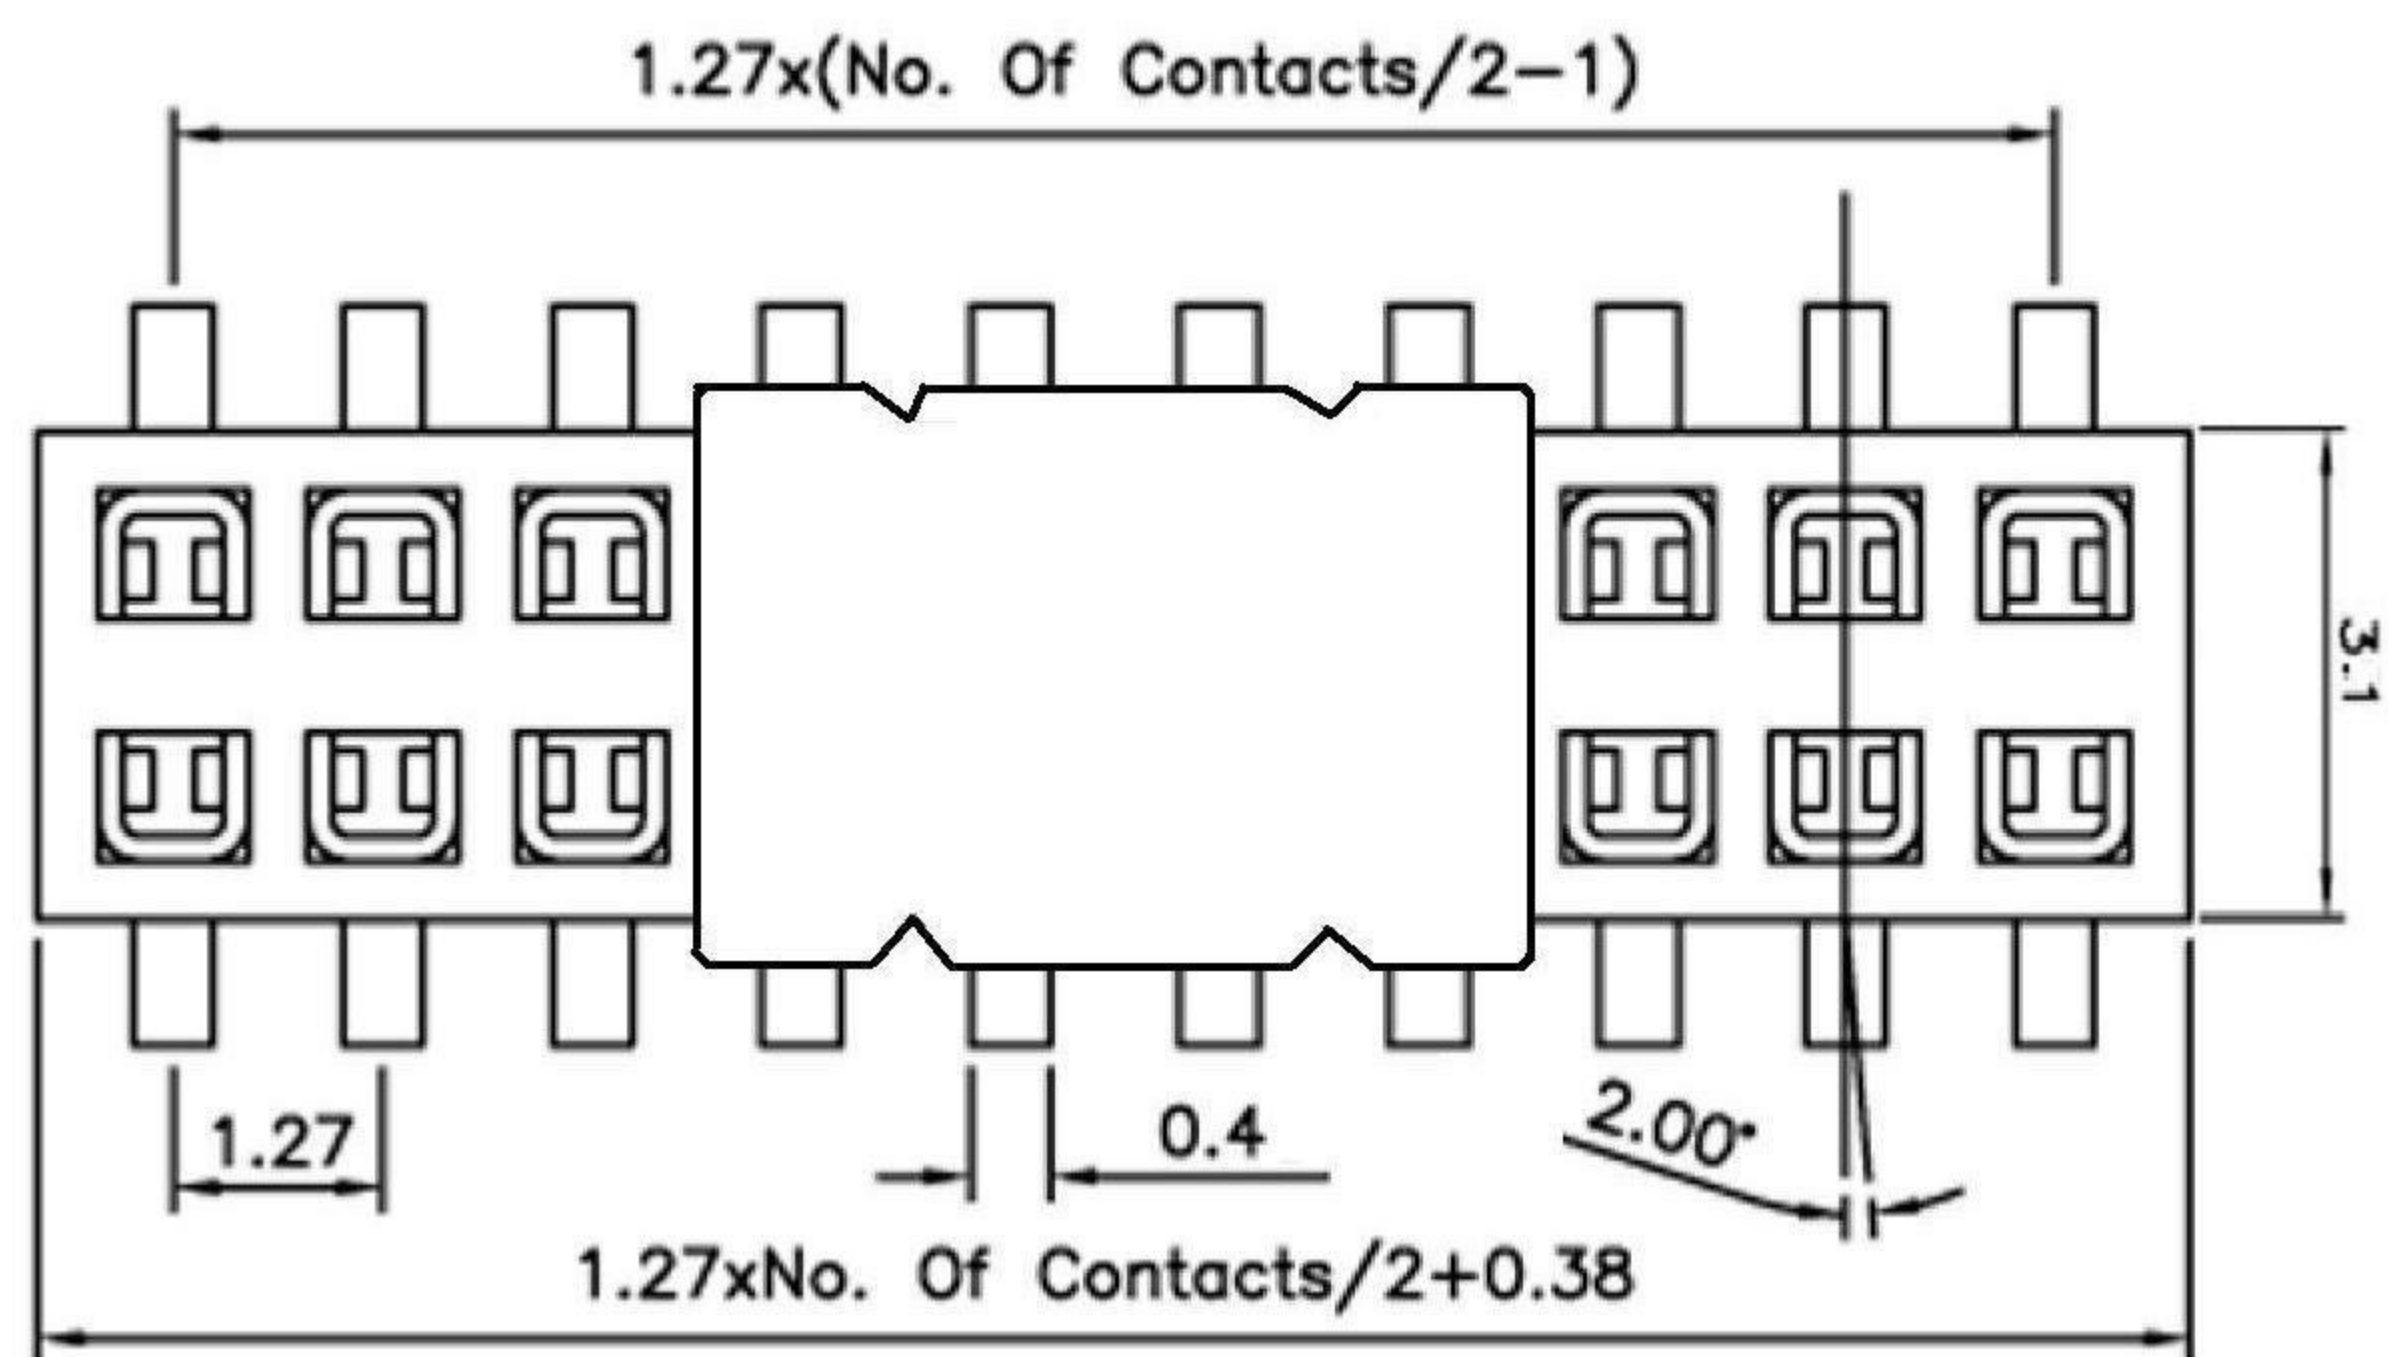 1.27x(No. Of Contacts/2-1)
3.1
1.27
0.4
2.00°
1.27xNo. Of Contacts/2+0.38